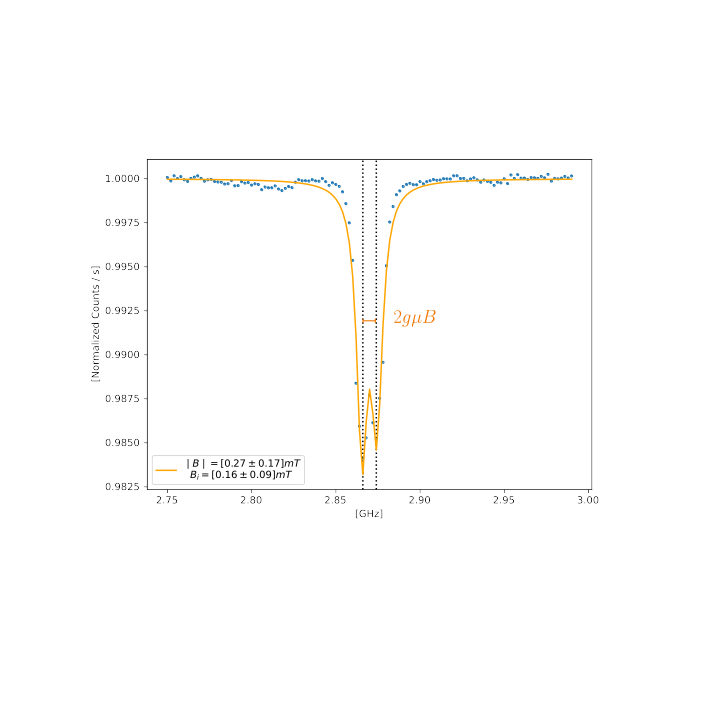 1.0000
0.9975
0.9950
0.9925
0.9900
0.9875
0.9850
0.9825
[Normalized Counts / s]
2gμB
| B | = [0.27 ± 0.17]mT
B_i = [0.16 ± 0.09]mT
2.75 2.80 2.85 2.90 2.95 3.00
[GHz]